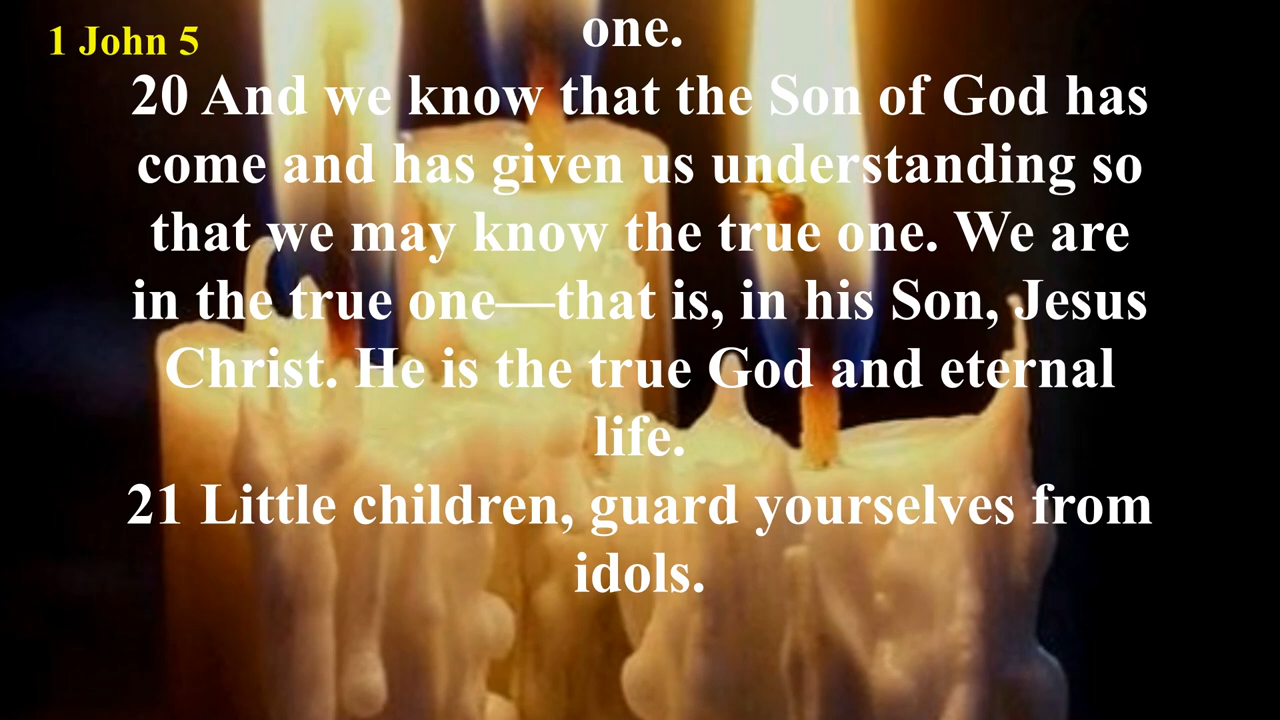 1 John 5
one.
20 And we know that the Son of God has
come and has given us understanding so
that we may know the true one. We are
in the true one—that is, in his Son, Jesus
Christ. He is the true God and eternal
life.
21 Little children, guard yourselves from
idols.